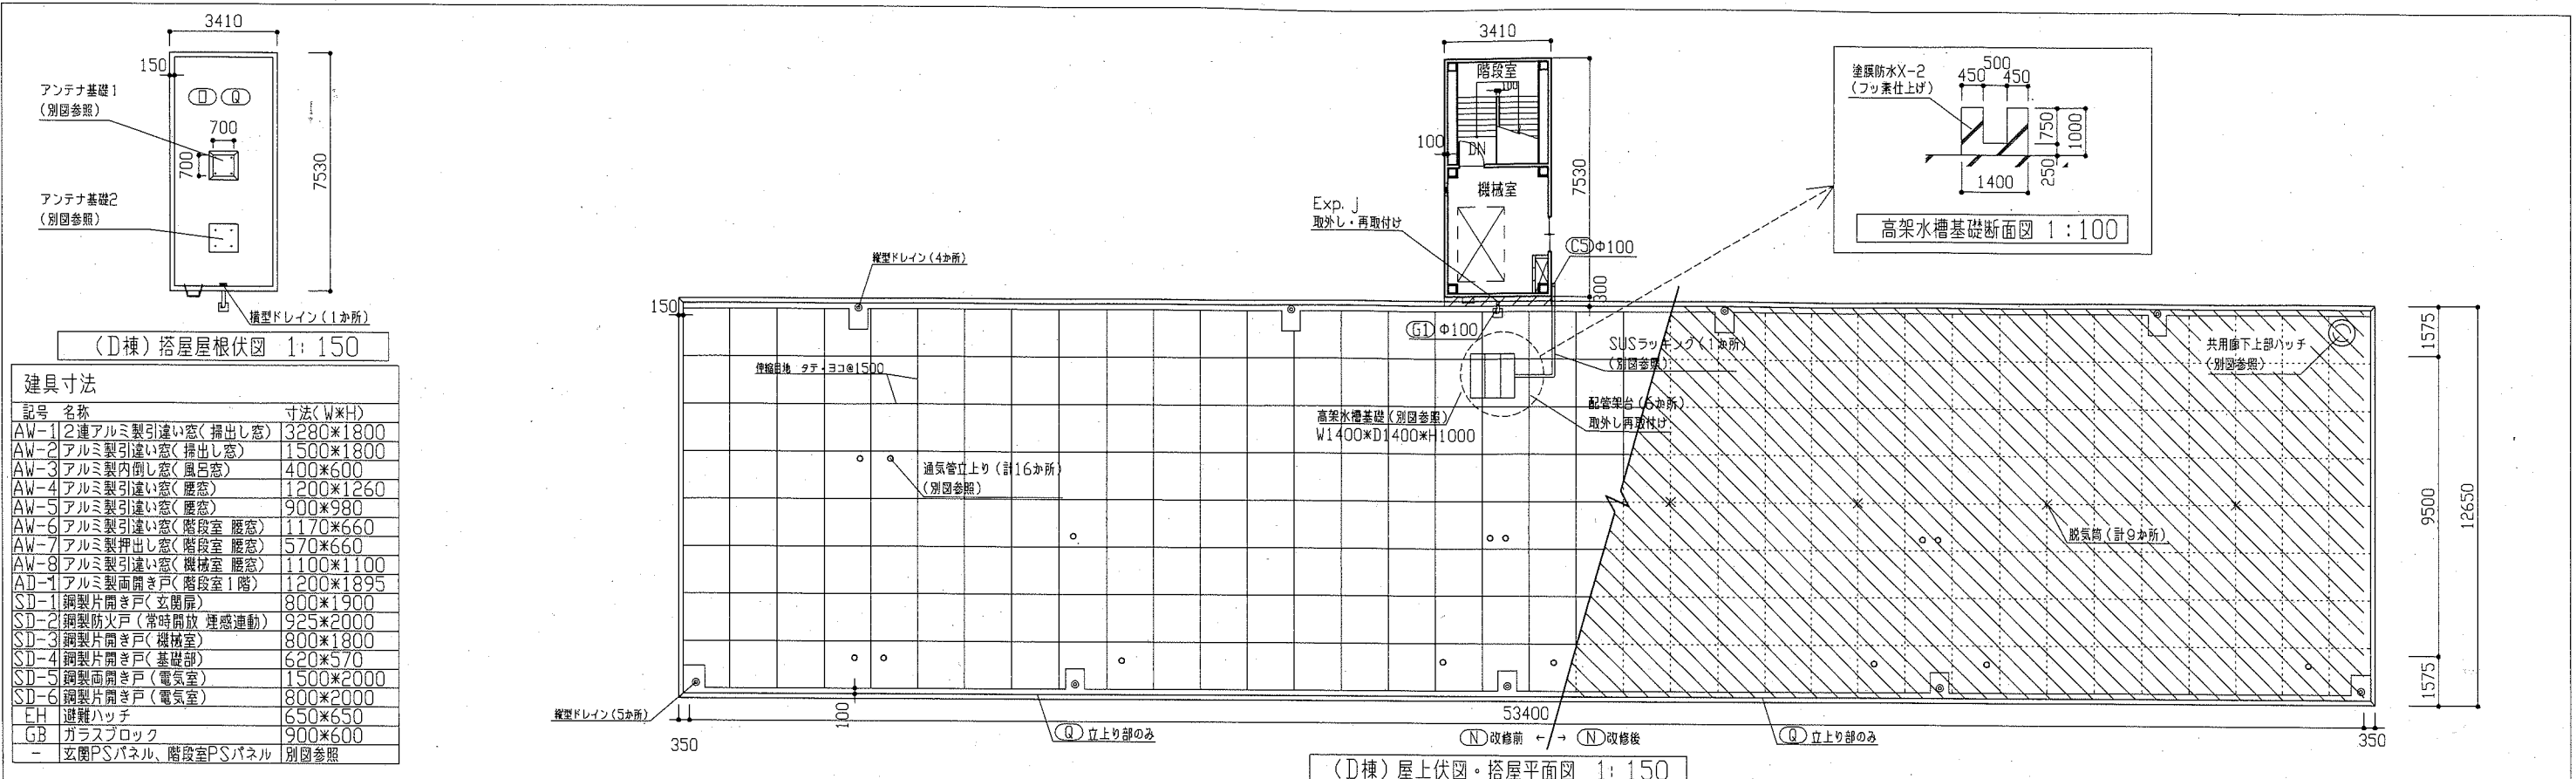 3410
150
アンテナ基礎1
(別図参照)
D Q
700
700
7530
アンテナ基礎2
(別図参照)
横型ドレイン(1か所)
(D棟)塔屋屋根伏図 1:150
建具寸法
記号 名称 寸法(W*H)
AW-1 2連アルミ製引違い窓(掃出し窓) 3280*1800
AW-2 アルミ製引違い窓(掃出し窓) 1500*1800
AW-3 アルミ製内倒し窓(風呂窓) 400*600
AW-4 アルミ製引違い窓(腰窓) 1200*1260
AW-5 アルミ製引違い窓(腰窓) 900*980
AW-6 アルミ製引違い窓(階段室 腰窓) 1170*660
AW-7 アルミ製押出し窓(階段室 腰窓) 570*660
AW-8 アルミ製引違い窓(機械室 腰窓) 1100*1100
AD-1 アルミ製両開き戸(階段室1階) 1200*1895
SD-1 鋼製片開き戸(玄関扉) 800*1900
SD-2 鋼製防火戸(常時開放 煙感連動) 925*2000
SD-3 鋼製片開き戸(機械室) 800*1800
SD-4 鋼製片開き戸(基礎部) 620*570
SD-5 鋼製両開き戸(電気室) 1500*2000
SD-6 鋼製片開き戸(電気室) 800*2000
EH 避難ハッチ 650*650
GB ガラスブロック 900*600
- 玄関PSパネル、階段室PSパネル 別図参照
3410
階段室
100
100
DN
機械室
7530
Exp.j
取外し・再取付け
C5 Φ100
300
縦型ドレイン(4か所)
150
G1 Φ100
SUSラッキング(1か所)
(別図参照)
伸縮目地 タテ・ヨコ@1500
高架水槽基礎(別図参照)
W1400*D1400*H1000
配管架台(6か所)
取外し再取付け
通気管立上り(計16か所)
(別図参照)
共用廊下上部ハッチ
(別図参照)
脱気筒(計9か所)
1575
9500
12650
1575
縦型ドレイン(5か所)
100
350
53400
350
Q 立上り部のみ
N 改修前 ← → N 改修後
Q 立上り部のみ
(D棟)屋上伏図・塔屋平面図 1:150
塗膜防水X-2
(フッ素仕上げ)
500
450 450
750
1000
250
1400
高架水槽基礎断面図 1:100